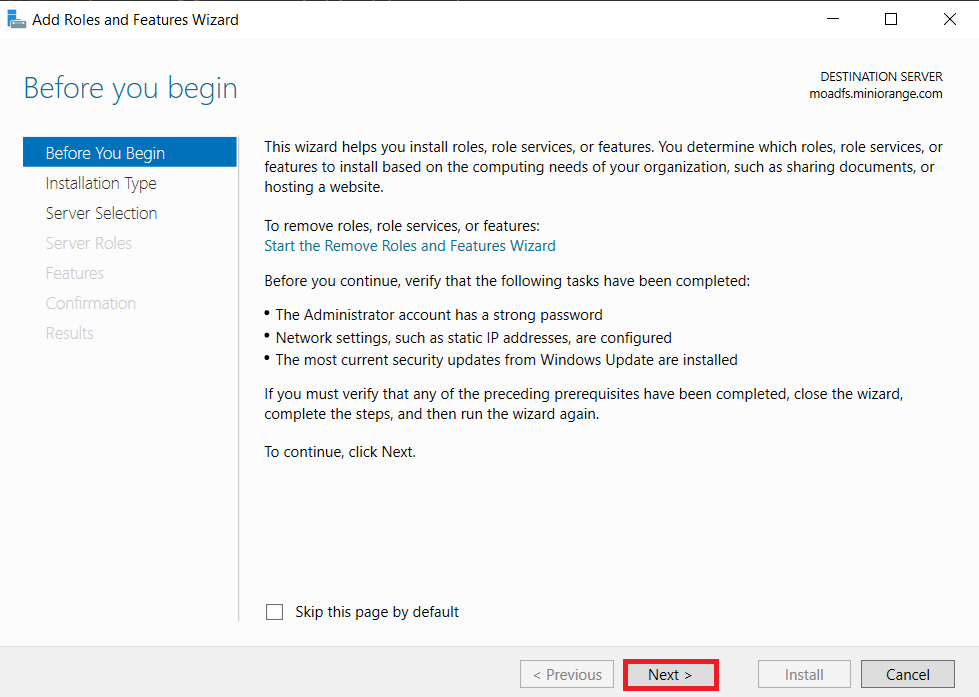 Add Roles and Features Wizard
Before you begin
DESTINATION SERVER
moadfs.miniorange.com
Before You Begin
Installation Type
Server Selection
Server Roles
Features
Confirmation
Results
This wizard helps you install roles, role services, or features. You determine which roles, role services, or
features to install based on the computing needs of your organization, such as sharing documents, or
hosting a website.
To remove roles, role services, or features:
Start the Remove Roles and Features Wizard
Before you continue, verify that the following tasks have been completed:
• The Administrator account has a strong password
• Network settings, such as static IP addresses, are configured
• The most current security updates from Windows Update are installed
If you must verify that any of the preceding prerequisites have been completed, close the wizard,
complete the steps, and then run the wizard again.
To continue, click Next.
Skip this page by default
< Previous
Next >
Install
Cancel